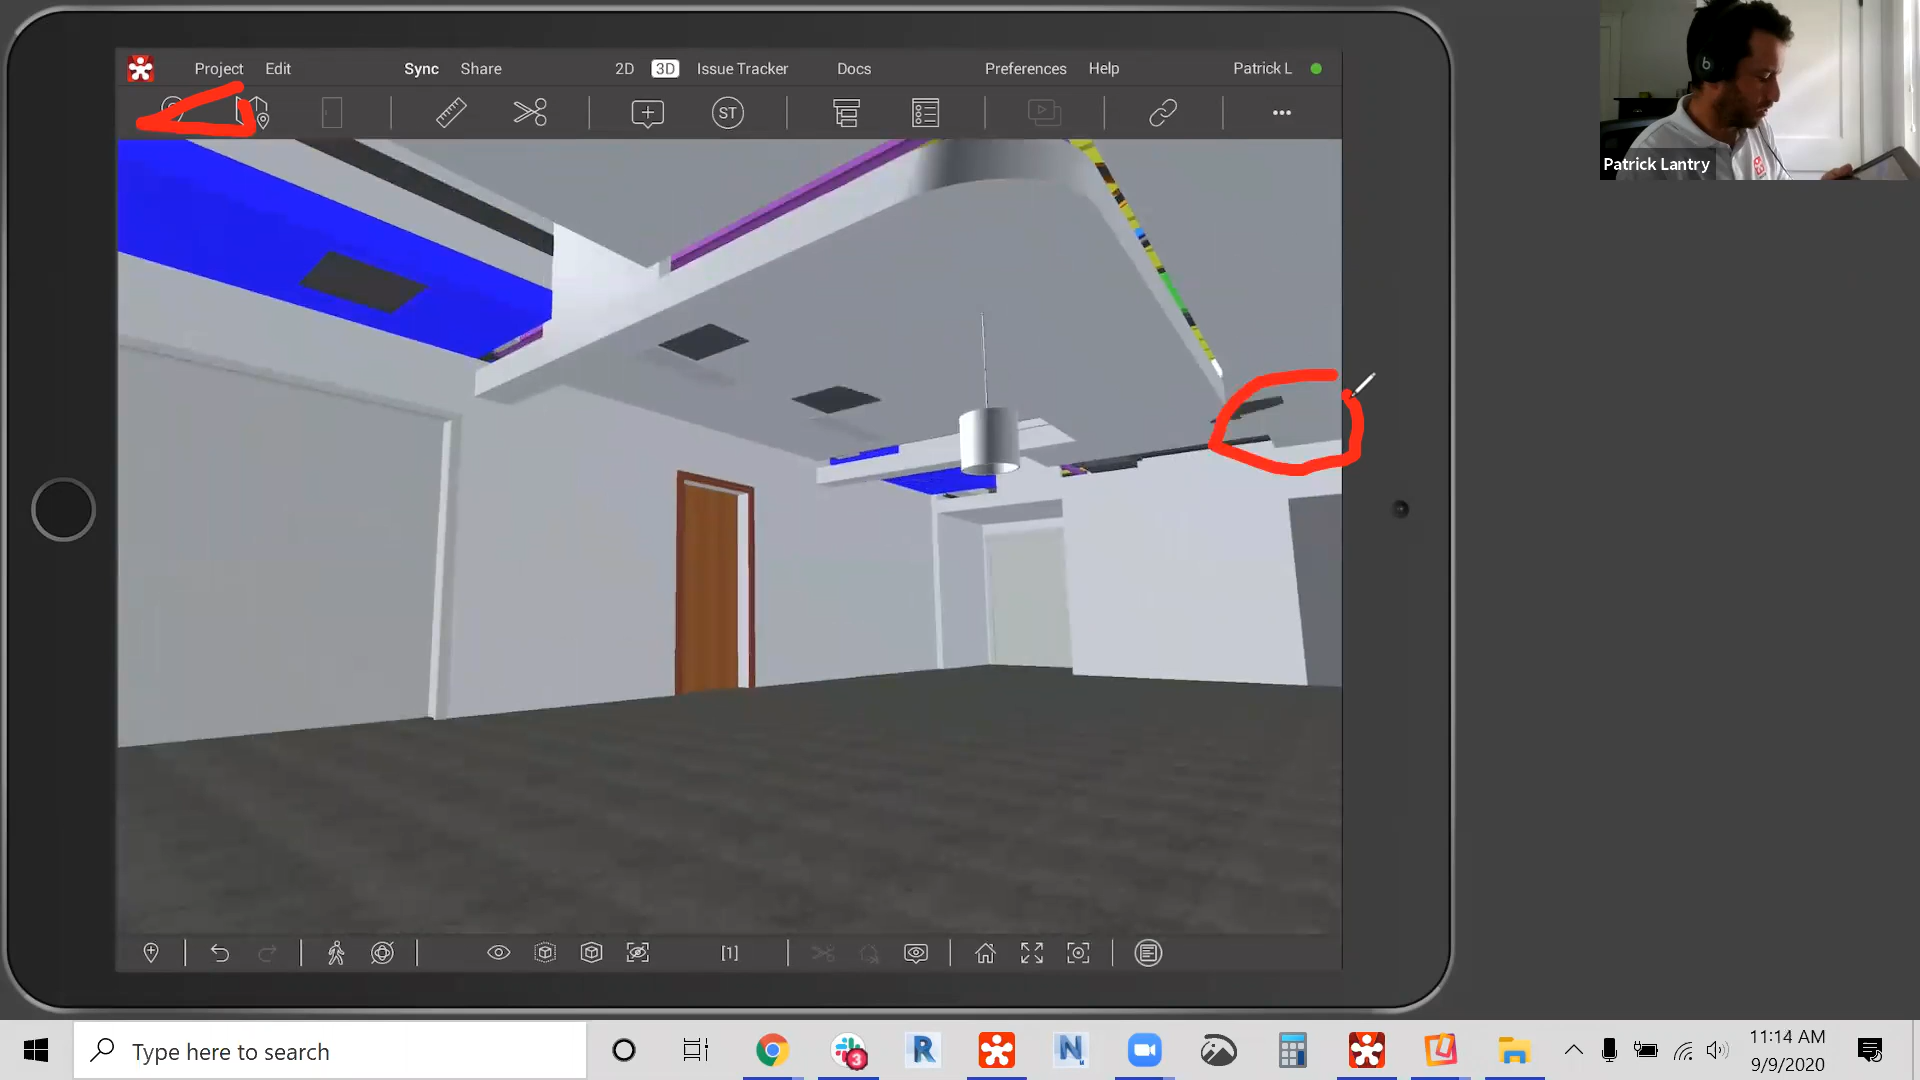 Project Edit Sync Share 2D 3D Issue Tracker Docs Preferences Help Patrick L
ST
Patrick Lantry
[1]
Type here to search
3
R
N
11:14 AM
9/9/2020